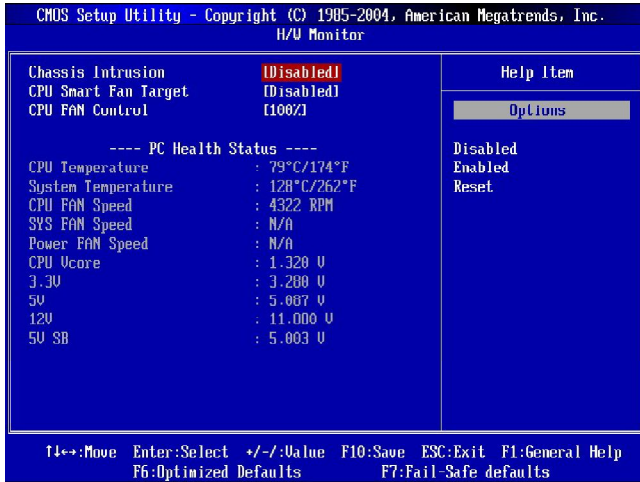 CMOS Setup Utility - Copyright (C) 1985-2004, American Megatrends, Inc.
H/W Monitor
Chassis Intrusion [Disabled]
CPU Smart Fan Target [Disabled]
CPU FAN Control [100%]
---- PC Health Status ----
CPU Temperature : 79°C/174°F
System Temperature : 128°C/262°F
CPU FAN Speed : 4322 RPM
SYS FAN Speed : N/A
Power FAN Speed : N/A
CPU Vcore : 1.320 V
3.3V : 3.280 V
5V : 5.087 V
12V : 11.000 V
5V SB : 5.003 V
Help Item
Options
Disabled
Enabled
Reset
↑↓←→:Move Enter:Select +/-/:Value F10:Save ESC:Exit F1:General Help
F6:Optimized Defaults F7:Fail-Safe defaults